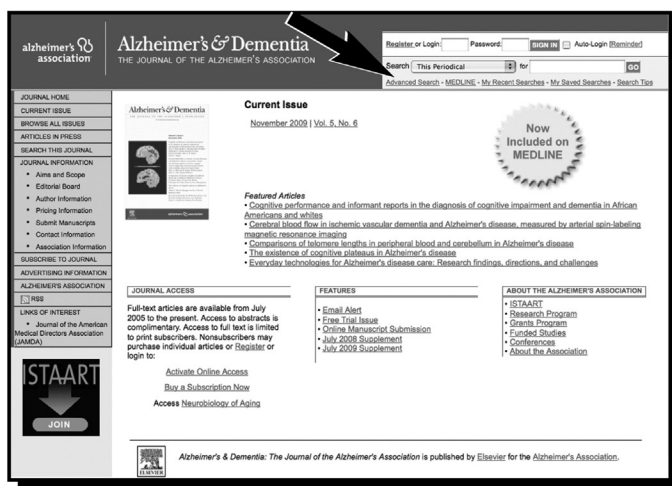 alzheimer's
association
Alzheimer's & Dementia
THE JOURNAL OF THE ALZHEIMER'S ASSOCIATION
Register or Login: Password: SIGN IN Auto-Login [Reminder]
Search This Periodical for GO
Advanced Search - MEDLINE - My Recent Searches - My Saved Searches - Search Tips
JOURNAL HOME
CURRENT ISSUE
BROWSE ALL ISSUES
ARTICLES IN PRESS
SEARCH THIS JOURNAL
JOURNAL INFORMATION
• Aims and Scope
• Editorial Board
• Author Information
• Pricing Information
• Submit Manuscripts
• Contact Information
• Association Information
SUBSCRIBE TO JOURNAL
ADVERTISING INFORMATION
ALZHEIMER'S ASSOCIATION
RSS
LINKS OF INTEREST
• Journal of the American
Medical Directors Association
(JAMDA)
ISTAART
JOIN
Alzheimer's & Dementia
Current Issue
November 2009 | Vol. 5, No. 6
Now
Included on
MEDLINE
Featured Articles
• Cognitive performance and informant reports in the diagnosis of cognitive impairment and dementia in African
Americans and whites
• Cerebral blood flow in ischemic vascular dementia and Alzheimer's disease, measured by arterial spin-labeling
magnetic resonance imaging
• Comparisons of telomere lengths in peripheral blood and cerebellum in Alzheimer's disease
• The existence of cognitive plateaus in Alzheimer's disease
• Everyday technologies for Alzheimer's disease care: Research findings, directions, and challenges
JOURNAL ACCESS
Full-text articles are available from July
2005 to the present. Access to abstracts is
complimentary. Access to full text is limited
to print subscribers. Nonsubscribers may
purchase individual articles or Register or
login to:
Activate Online Access
Buy a Subscription Now
Access Neurobiology of Aging
FEATURES
• Email Alert
• Free Trial Issue
• Online Manuscript Submission
• July 2008 Supplement
• July 2009 Supplement
ABOUT THE ALZHEIMER'S ASSOCIATION
• ISTAART
• Research Program
• Grants Program
• Funded Studies
• Conferences
• About the Association
ELSEVIER
Alzheimer's & Dementia: The Journal of the Alzheimer's Association is published by Elsevier for the Alzheimer's Association.